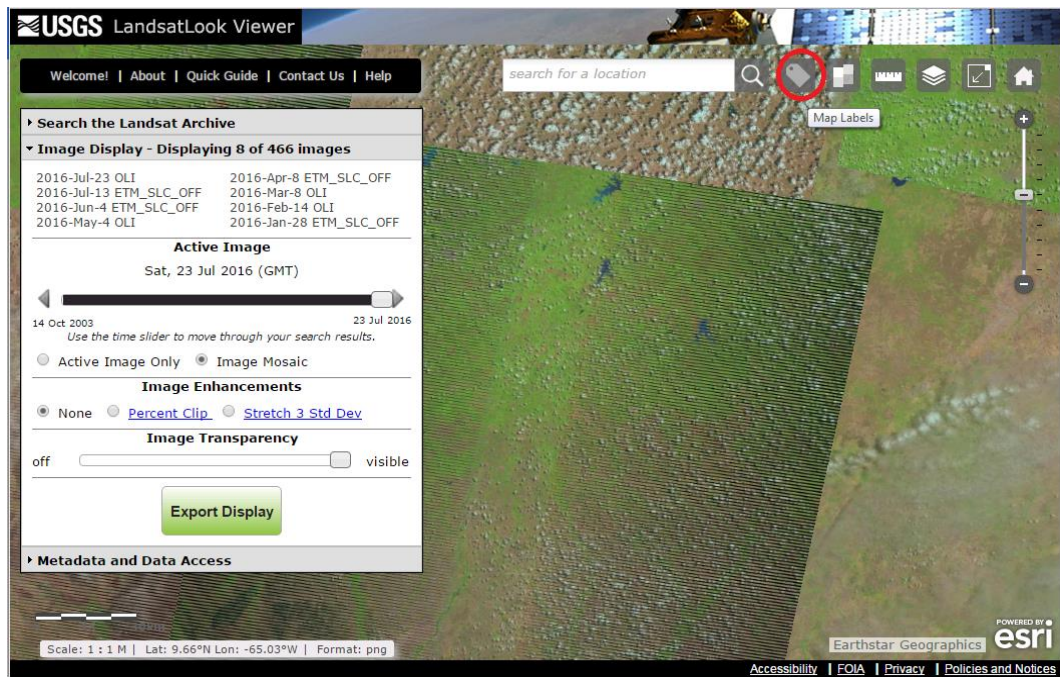 USGS LandsatLook Viewer
Welcome! | About | Quick Guide | Contact Us | Help
search for a location
Map Labels
Search the Landsat Archive
Image Display - Displaying 8 of 466 images
2016-Jul-23 OLI 2016-Apr-8 ETM_SLC_OFF
2016-Jul-13 ETM_SLC_OFF 2016-Mar-8 OLI
2016-Jun-4 ETM_SLC_OFF 2016-Feb-14 OLI
2016-May-4 OLI 2016-Jan-28 ETM_SLC_OFF
Active Image
Sat, 23 Jul 2016 (GMT)
14 Oct 2003 23 Jul 2016
Use the time slider to move through your search results.
Active Image Only Image Mosaic
Image Enhancements
None Percent Clip Stretch 3 Std Dev
Image Transparency
off visible
Export Display
Metadata and Data Access
Scale: 1 : 1 M | Lat: 9.66°N Lon: -65.03°W | Format: png
Earthstar Geographics
POWERED BY
esri
Accessibility | FOIA | Privacy | Policies and Notices